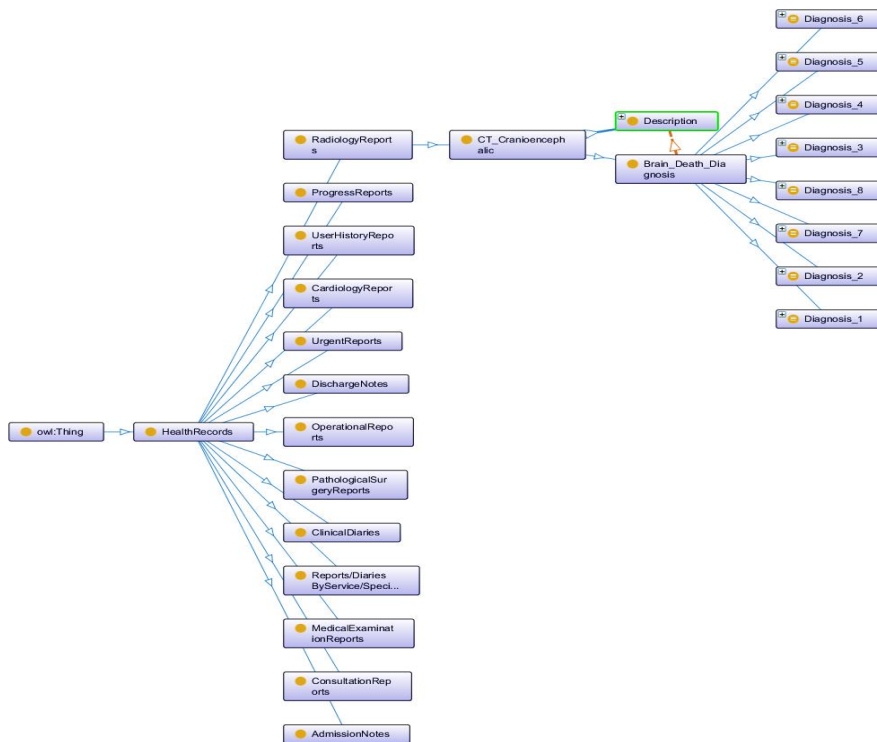 owl:Thing
HealthRecords
RadiologyReport
s
ProgressReports
UserHistoryRepo
rts
CardiologyRepor
ts
UrgentReports
DischargeNotes
OperationalRepo
rts
PathologicalSur
geryReports
ClinicalDiaries
Reports/Diaries
ByService/Speci...
MedicalExaminat
ionReports
ConsultationRep
orts
AdmissionNotes
CT_Cranioenceph
alic
Description
Brain_Death_Dia
gnosis
Diagnosis_6
Diagnosis_5
Diagnosis_4
Diagnosis_3
Diagnosis_8
Diagnosis_7
Diagnosis_2
Diagnosis_1